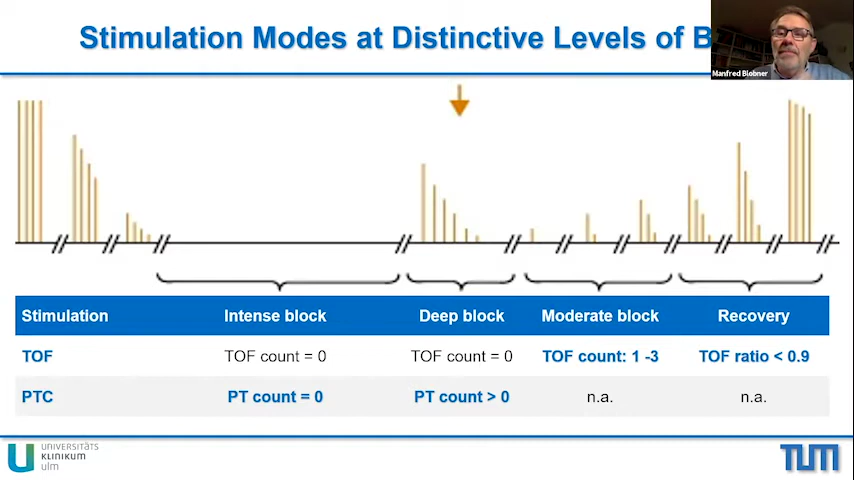 Stimulation Modes at Distinctive Levels of B
Manfred Blobner
Stimulation Intense block Deep block Moderate block Recovery
TOF TOF count = 0 TOF count = 0 TOF count: 1 -3 TOF ratio < 0.9
PTC PT count = 0 PT count > 0 n.a. n.a.
UNIVERSITÄTS
KLINIKUM
ulm
TUM